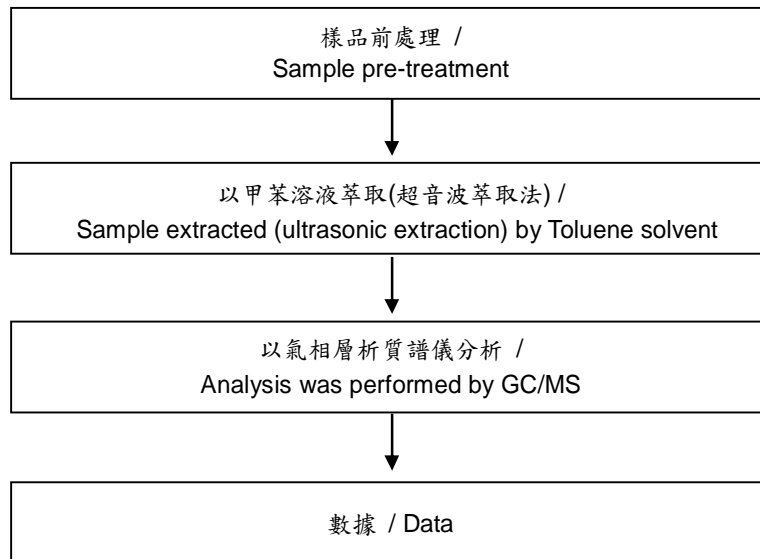 樣品前處理 /
Sample pre-treatment
以甲苯溶液萃取(超音波萃取法) /
Sample extracted (ultrasonic extraction) by Toluene solvent
以氣相層析質譜儀分析 /
Analysis was performed by GC/MS
數據 / Data